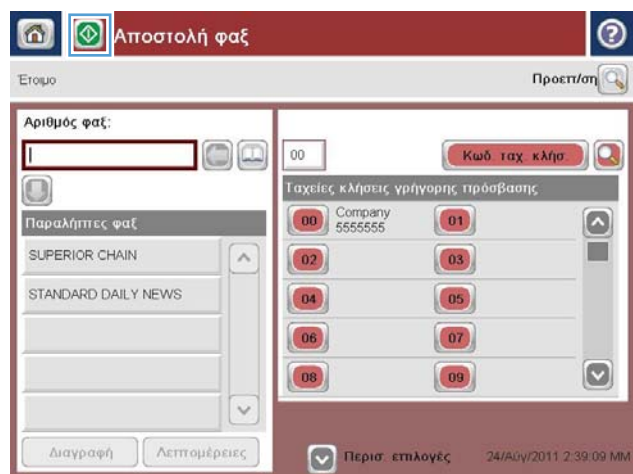 Αποστολή φαξ
Έτοιμο
Προεπ/ση
Αριθμός φαξ:
Παραλήπτες φαξ
SUPERIOR CHAIN
STANDARD DAILY NEWS
Διαγραφή
Λεπτομέρειες
00
Κωδ. ταχ. κλήσ.
Ταχείες κλήσεις γρήγορης πρόσβασης
00 Company 01
5555555
02 03
04 05
06 07
08 09
Περισ. επιλογές
24/Αύγ/2011 2:39:09 ΜΜ